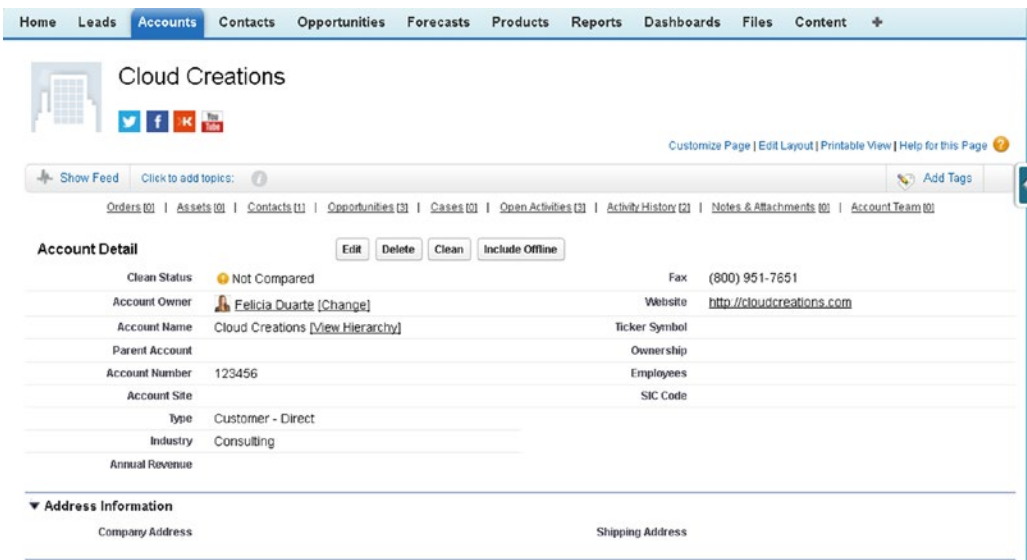 Home Leads Accounts Contacts Opportunities Forecasts Products Reports Dashboards Files Content +
Cloud Creations
You Tube
Customize Page | Edit Layout | Printable View | Help for this Page ?
Show Feed Click to add topics: i Add Tags
Orders [0] | Assets [0] | Contacts [1] | Opportunities [3] | Cases [0] | Open Activities [3] | Activity History [2] | Notes & Attachments [0] | Account Team [0]
Account Detail Edit Delete Clean Include Offline
Clean Status Not Compared Fax (800) 951-7651
Account Owner Felicia Duarte [Change] Website http://cloudcreations.com
Account Name Cloud Creations [View Hierarchy] Ticker Symbol
Parent Account Ownership
Account Number 123456 Employees
Account Site SIC Code
Type Customer - Direct
Industry Consulting
Annual Revenue
Address Information
Company Address Shipping Address